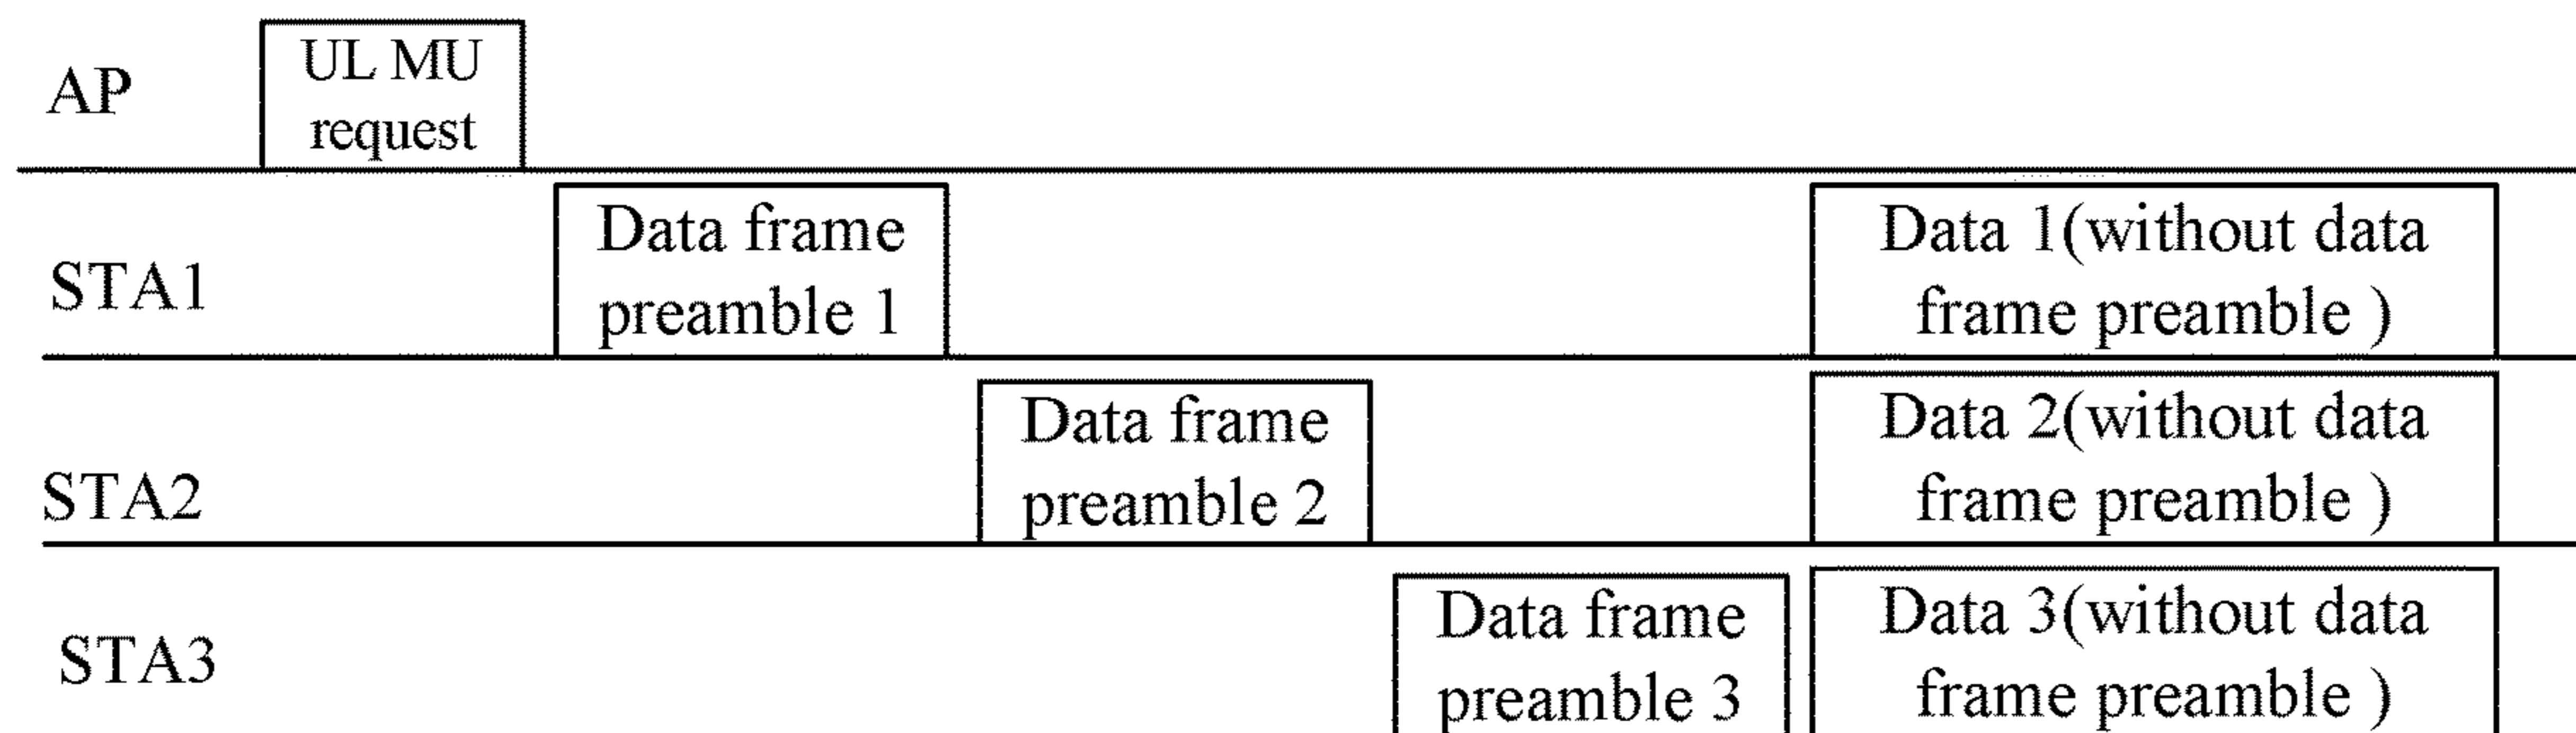 AP
UL MU
request
STA1
Data frame
preamble 1
Data 1(without data
frame preamble )
STA2
Data frame
preamble 2
Data 2(without data
frame preamble )
STA3
Data frame
preamble 3
Data 3(without data
frame preamble )